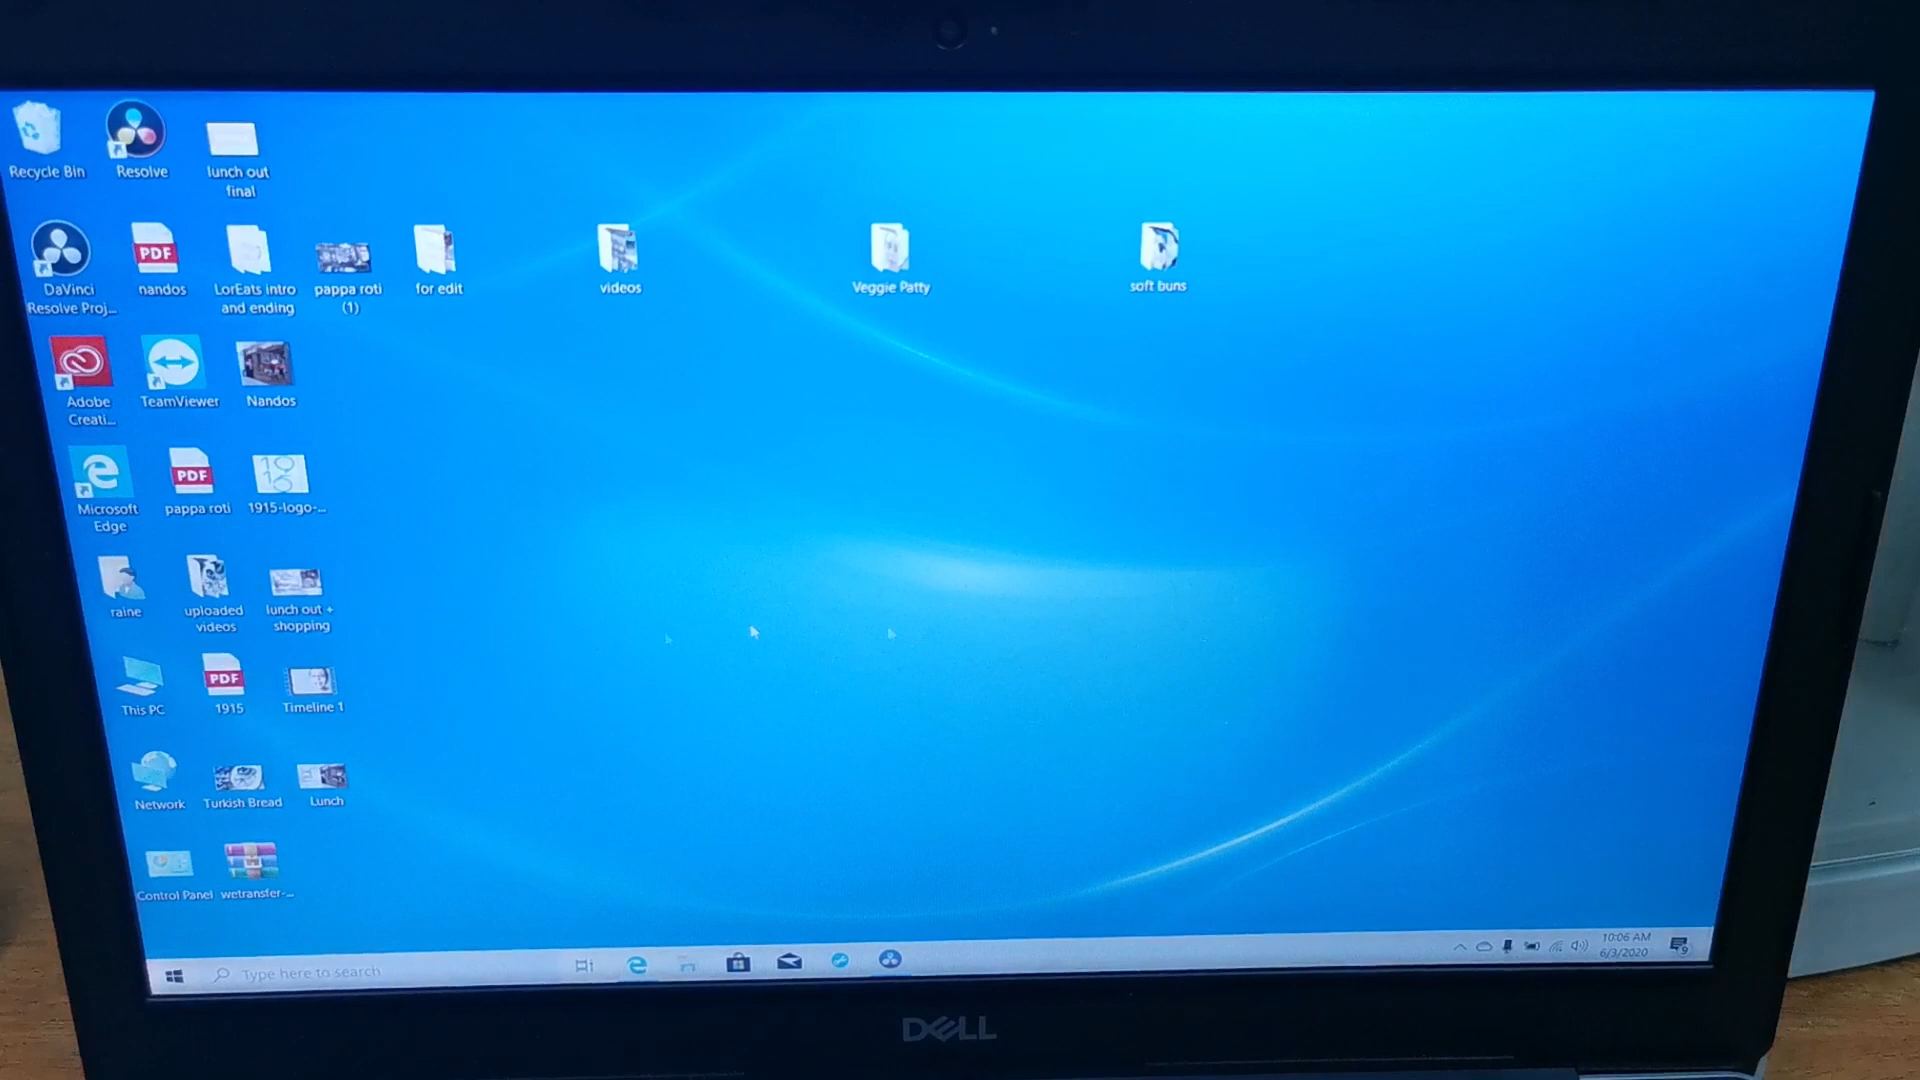 Recycle Bin
Resolve
lunch out
final
DaVinci
Resolve Proj...
PDF
nandos
LorEats intro
and ending
pappa roti
(1)
for edit
videos
Veggie Patty
soft buns
Adobe
Creati...
TeamViewer
Nandos
Microsoft
Edge
PDF
pappa roti
1915-logo-...
raine
uploaded
videos
lunch out +
shopping
This PC
PDF
1915
Timeline 1
Network
Turkish Bread
Lunch
Control Panel
wetransfer-...
Type here to search
10:06 AM
6/3/2020
9
DELL